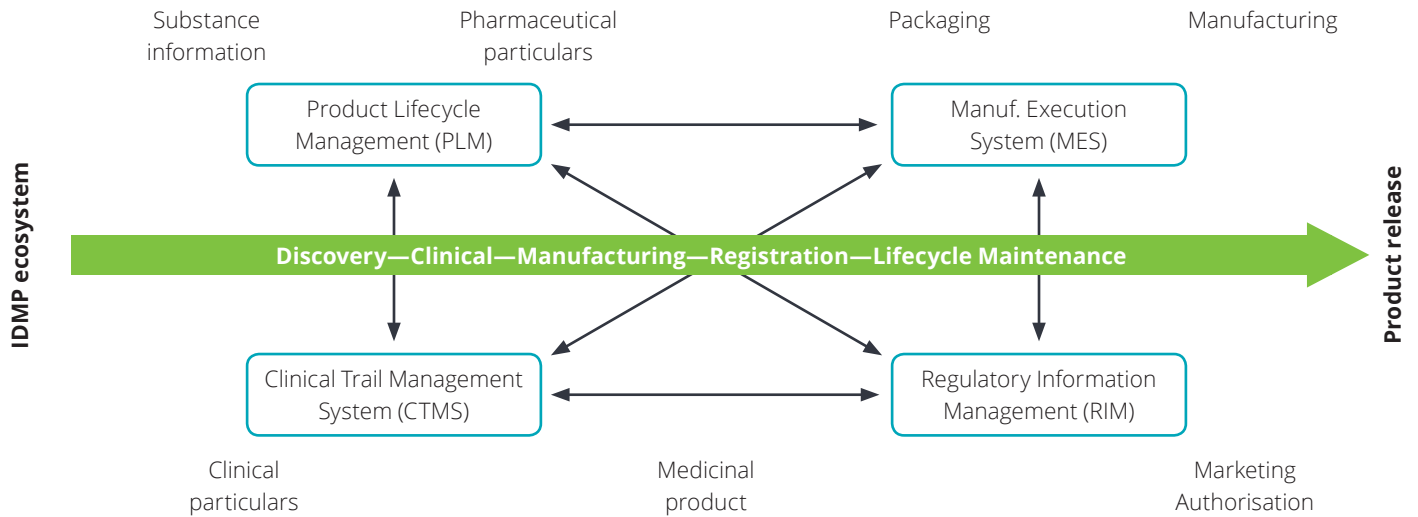 Substance
information
Pharmaceutical
particulars
Packaging
Manufacturing
Product Lifecycle
Management (PLM)
Manuf. Execution
System (MES)
IDMP ecosystem
Discovery—Clinical—Manufacturing—Registration—Lifecycle Maintenance
Product release
Clinical Trail Management
System (CTMS)
Regulatory Information
Management (RIM)
Clinical
particulars
Medicinal
product
Marketing
Authorisation